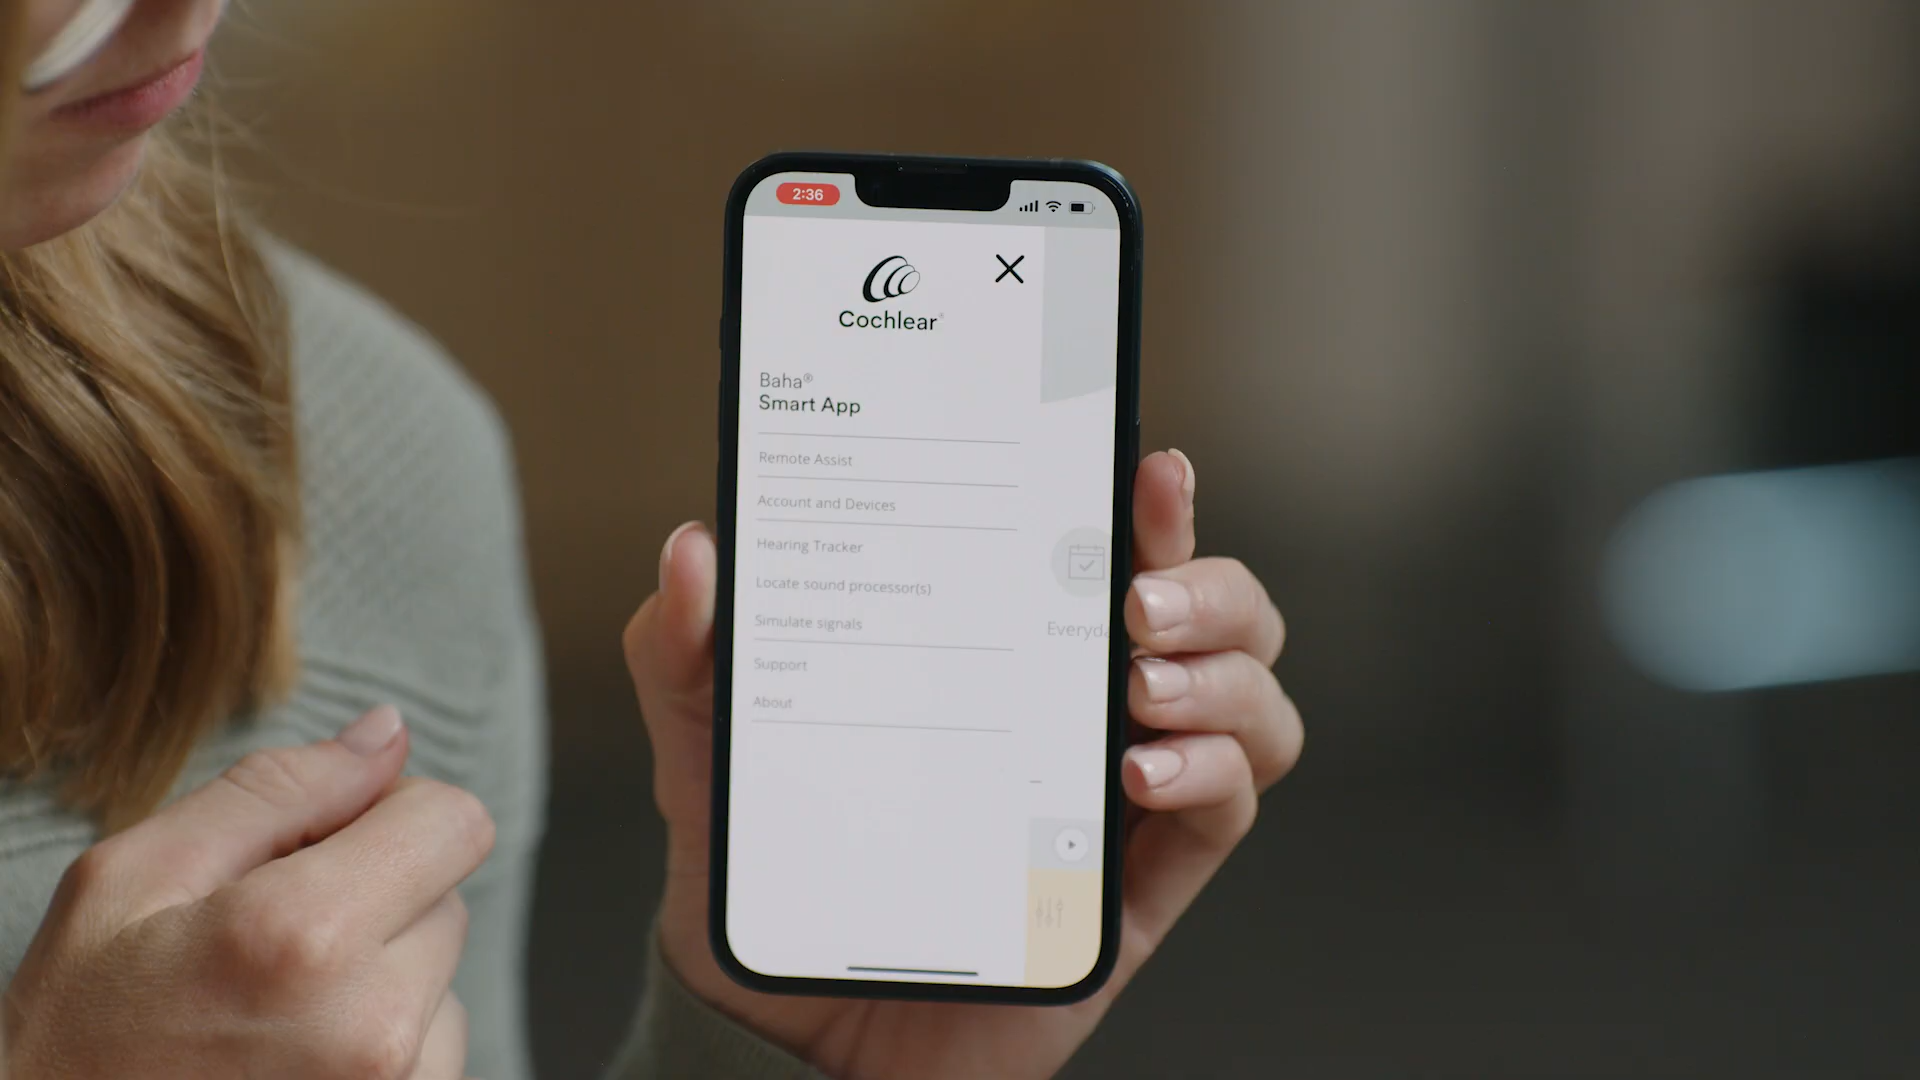 2:36
Cochlear®
Baha®
Smart App
Remote Assist
Account and Devices
Hearing Tracker
Locate sound processor(s)
Simulate signals
Support
About